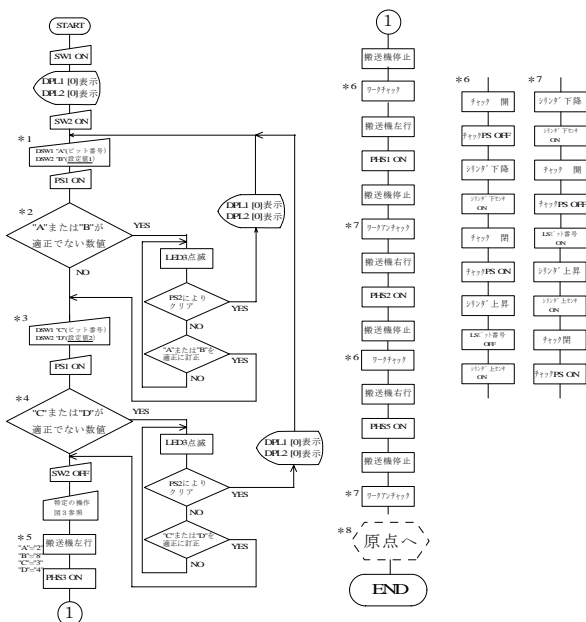 START
SW1 ON
DPL1 [0]表示
DPL2 [0]表示
SW2 ON
*1
DSW1 "A"(ビット番号)
DSW2 "B"(設定値1)
PS1 ON
*2
"A"または"B"が
適正でない数値
YES
NO
LED3点滅
PS2により
クリア
YES
NO
"A"または"B"を
適正に訂正
YES
NO
DPL1 [0]表示
DPL2 [0]表示
*3
DSW1 "C"(ビット番号)
DSW2 "D"(設定値2)
PS1 ON
*4
"C"または"D"が
適正でない数値
YES
NO
LED3点滅
PS2により
クリア
YES
NO
"C"または"D"を
適正に訂正
YES
NO
DPL1 [0]表示
DPL2 [0]表示
SW2 OFF
特定の操作
図3参照
*5
搬送機左行
"A"="2"
"B"="8"
"C"="3"
"D"="4"
PHS3 ON
1
1
搬送機停止
*6
ワークチャック
搬送機左行
PHS1 ON
搬送機停止
*7
ワークアンチャック
搬送機右行
PHS2 ON
搬送機停止
*6
ワークチャック
搬送機右行
PHS5 ON
搬送機停止
*7
ワークアンチャック
*8
原点へ
END
*6
チャック 開
チャックPS OFF
シリンダ下降
シリンダ下センサ
ON
チャック 閉
チャックPS ON
シリンダ上昇
LSビット番号
OFF
シリンダ上センサ
ON
*7
シリンダ下降
シリンダ下センサ
ON
チャック 開
チャックPS OFF
LSビット番号
ON
シリンダ上昇
シリンダ上センサ
ON
チャック閉
チャックPS ON